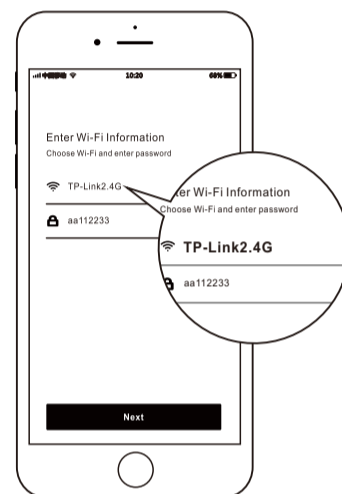 10:20
68%
Enter Wi-Fi Information
Choose Wi-Fi and enter password
TP-Link2.4G
aa112233
er Wi-Fi Information
Choose Wi-Fi and enter password
TP-Link2.4G
aa112233
Next